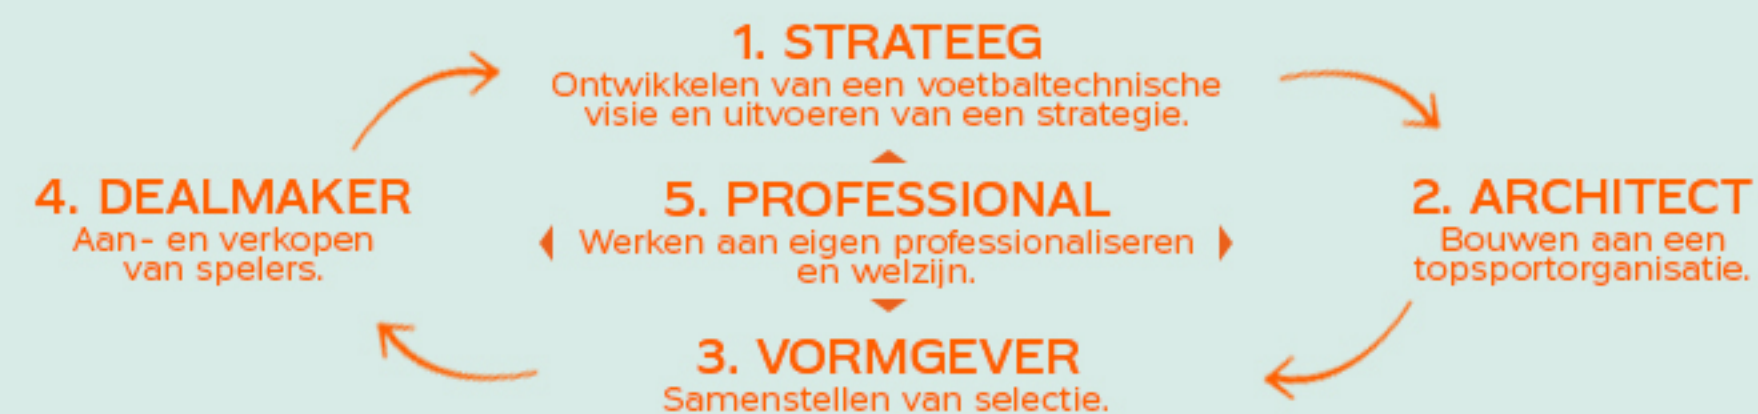 1. STRATEEG
Ontwikkelen van een voetbaltechnische
visie en uitvoeren van een strategie.
2. ARCHITECT
Bouwen aan een
topsportorganisatie.
3. VORMGEVER
Samenstellen van selectie.
4. DEALMAKER
Aan- en verkopen
van spelers.
5. PROFESSIONAL
Werken aan eigen professionaliseren
en welzijn.